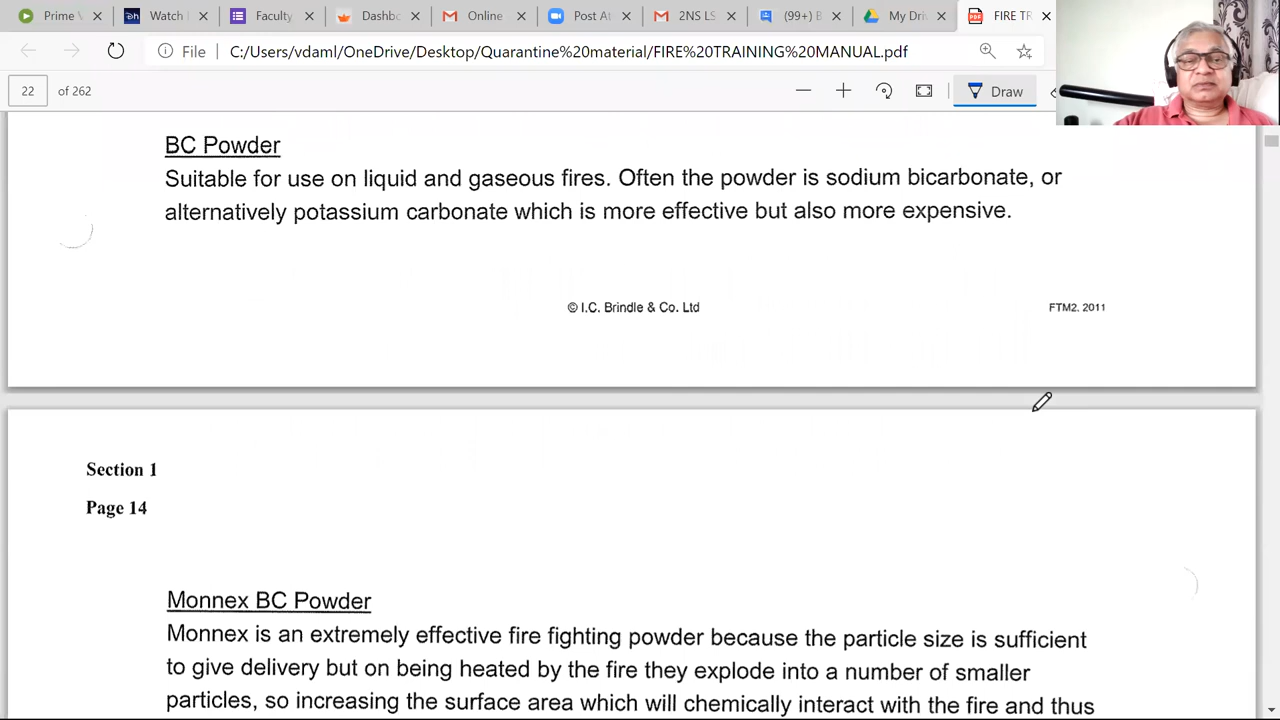 Prime V
Watch I
Faculty
Dashbo
Online
Post At
2NS S
(99+) B
My Driv
FIRE TR
File
C:/Users/vdaml/OneDrive/Desktop/Quarantine%20material/FIRE%20TRAINING%20MANUAL.pdf
22 of 262
Draw
BC Powder
Suitable for use on liquid and gaseous fires. Often the powder is sodium bicarbonate, or
alternatively potassium carbonate which is more effective but also more expensive.
© I.C. Brindle & Co. Ltd
FTM2. 2011
Section 1
Page 14
Monnex BC Powder
Monnex is an extremely effective fire fighting powder because the particle size is sufficient
to give delivery but on being heated by the fire they explode into a number of smaller
particles, so increasing the surface area which will chemically interact with the fire and thus